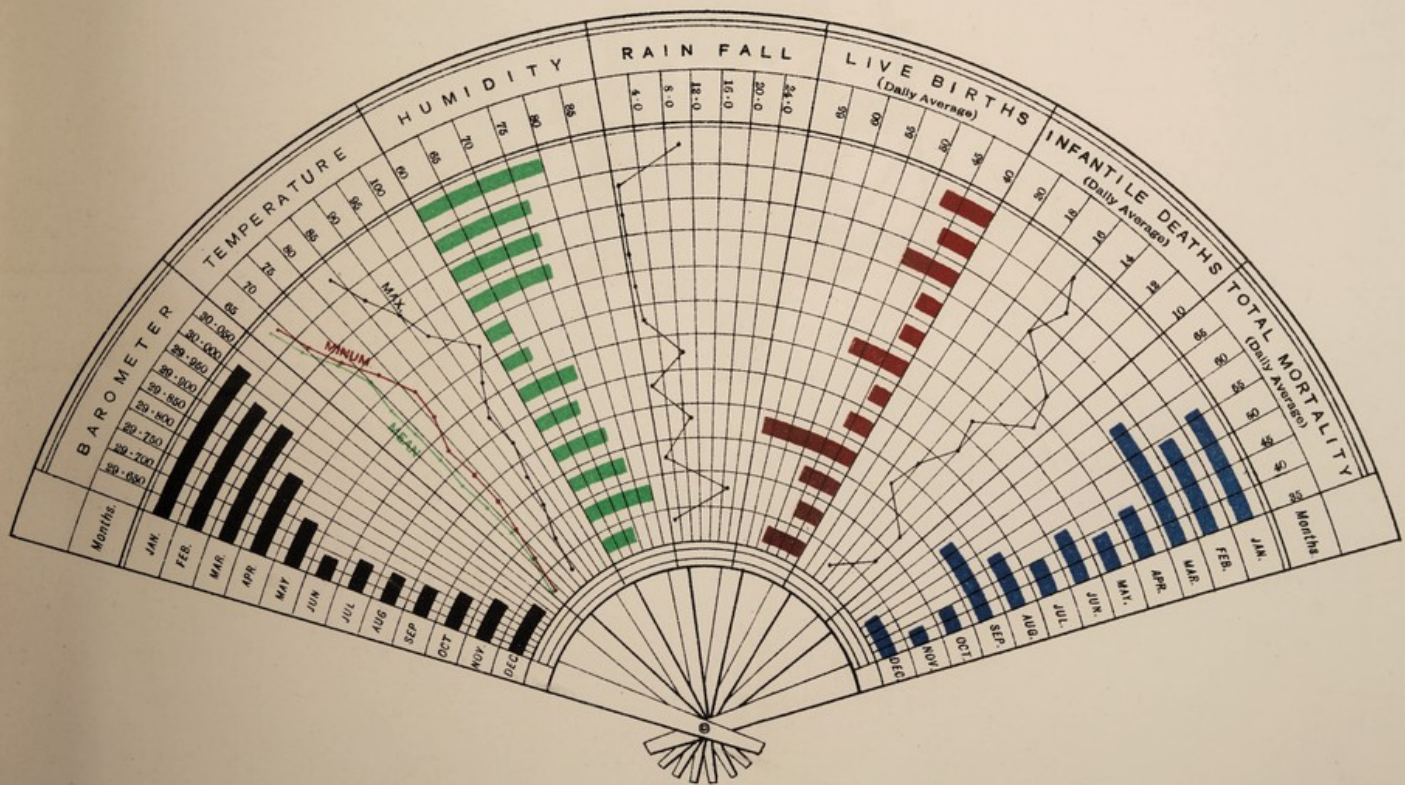 BAROMETER
29·650
29·700
29·750
29·800
29·850
29·900
29·950
30·000
30·050
TEMPERATURE
65
70
75
80
85
90
95
100
HUMIDITY
60
65
70
75
80
85
RAIN FALL
4·0
8·0
12·0
16·0
20·0
24·0
LIVE BIRTHS
(Daily Average)
65
60
55
50
45
40
INFANTILE DEATHS
(Daily Average)
20
18
16
14
12
10
TOTAL MORTALITY
(Daily Average)
65
60
55
50
45
40
35
MAX.
MINUM
MEAN
Months.
JAN.
FEB.
MAR.
APR.
MAY
JUN
JUL
AUG
SEP
OCT
NOV.
DEC
DEC.
NOV.
OCT.
SEP.
AUG.
JUL.
JUN.
MAY.
APR.
MAR.
FEB.
JAN.
Months.